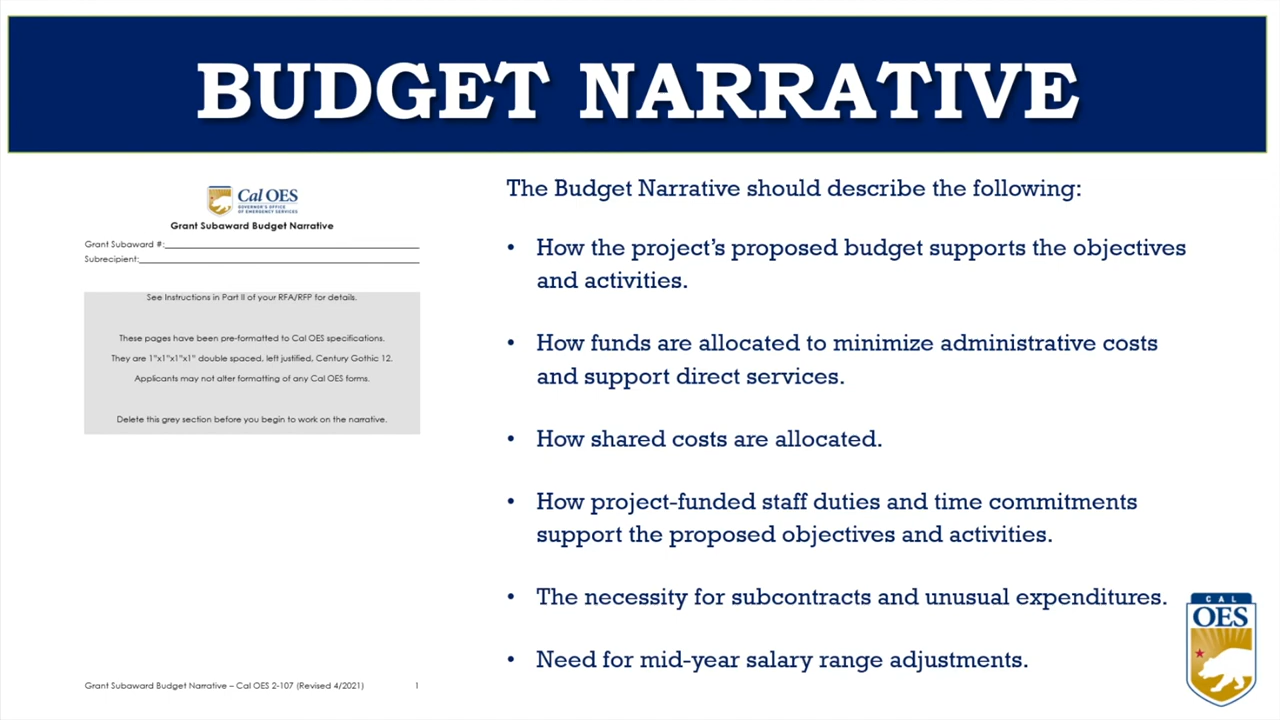 BUDGET NARRATIVE
Cal OES
GOVERNOR'S OFFICE
OF EMERGENCY SERVICES
Grant Subaward Budget Narrative
Grant Subaward #:
Subrecipient:
See Instructions in Part II of your RFA/RFP for details.
These pages have been pre-formatted to Cal OES specifications.
They are 1"x1"x1"x1" double spaced, left justified, Century Gothic 12.
Applicants may not alter formatting of any Cal OES forms.
Delete this grey section before you begin to work on the narrative.
Grant Subaward Budget Narrative – Cal OES 2-107 (Revised 4/2021) 1
The Budget Narrative should describe the following:
• How the project's proposed budget supports the objectives
and activities.
• How funds are allocated to minimize administrative costs
and support direct services.
• How shared costs are allocated.
• How project-funded staff duties and time commitments
support the proposed objectives and activities.
• The necessity for subcontracts and unusual expenditures.
• Need for mid-year salary range adjustments.
CAL
OES